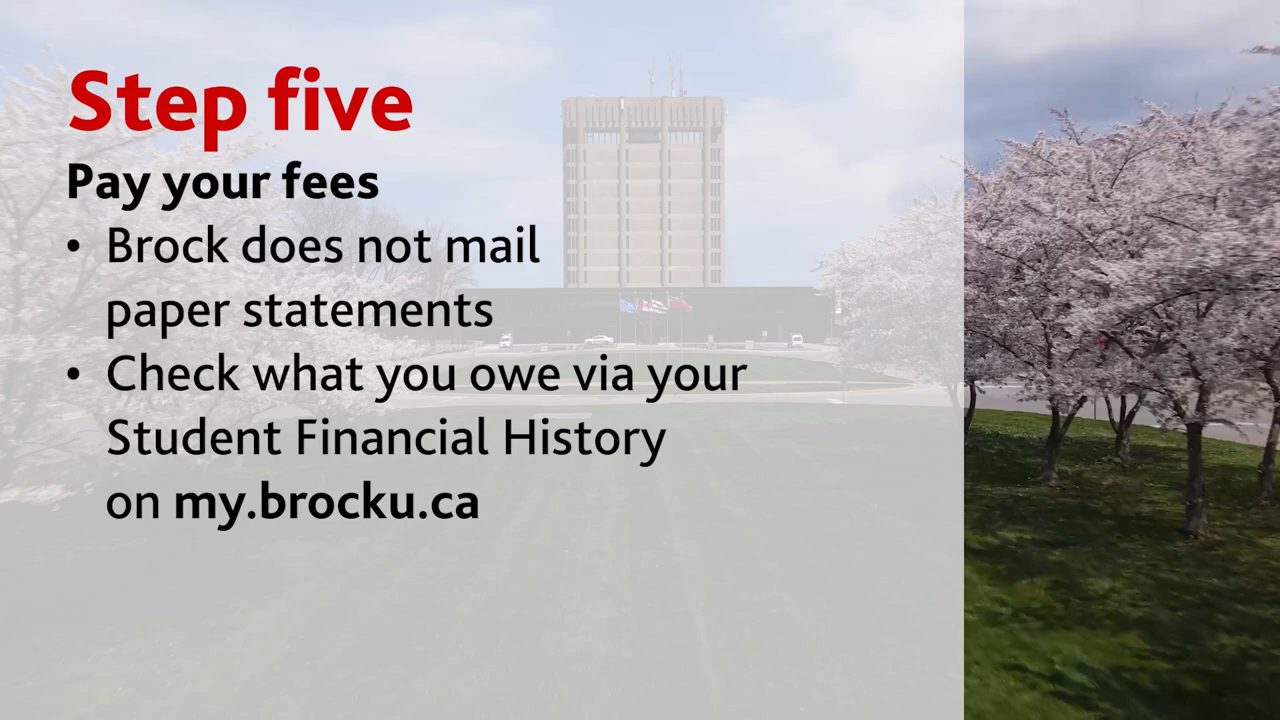 Step five
Pay your fees
• Brock does not mail
paper statements
• Check what you owe via your
Student Financial History
on my.brocku.ca